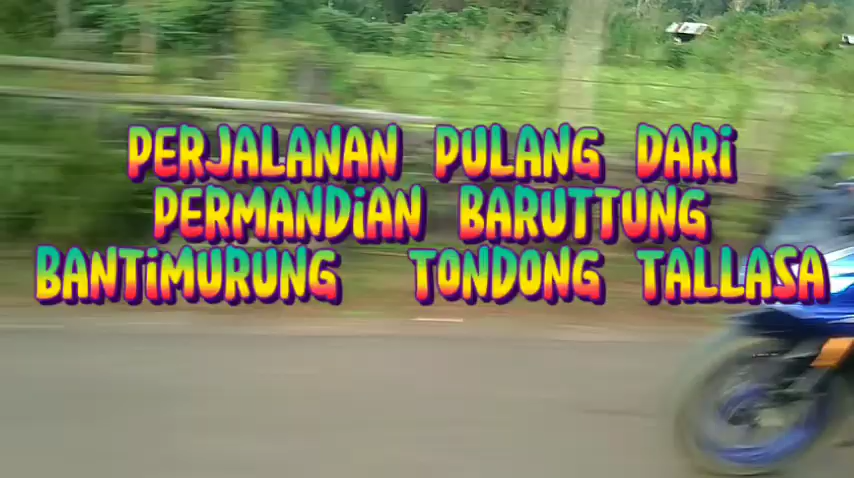 PERJALANAN PULANG DARi
PERMANDiAN BARUTTUNG
BANTiMURUNG TONDONG TALLASA